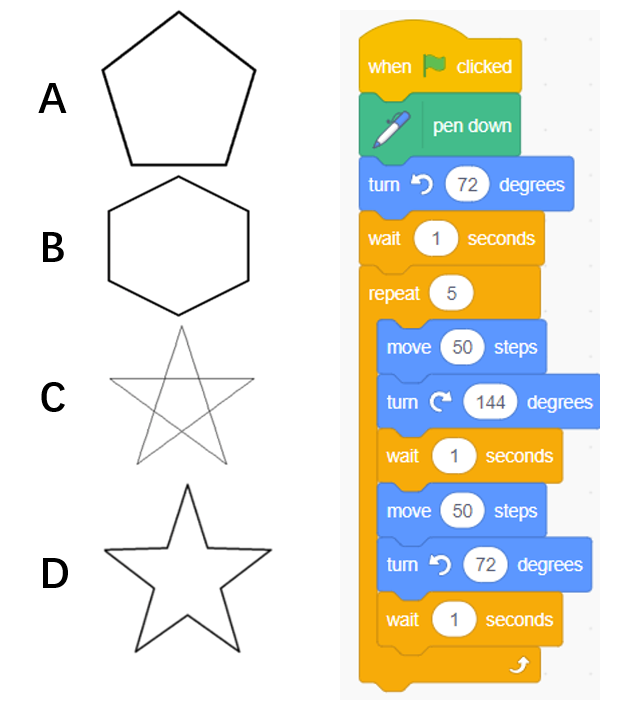 A
B
C
D
when clicked
pen down
turn 72 degrees
wait 1 seconds
repeat 5
move 50 steps
turn 144 degrees
wait 1 seconds
move 50 steps
turn 72 degrees
wait 1 seconds